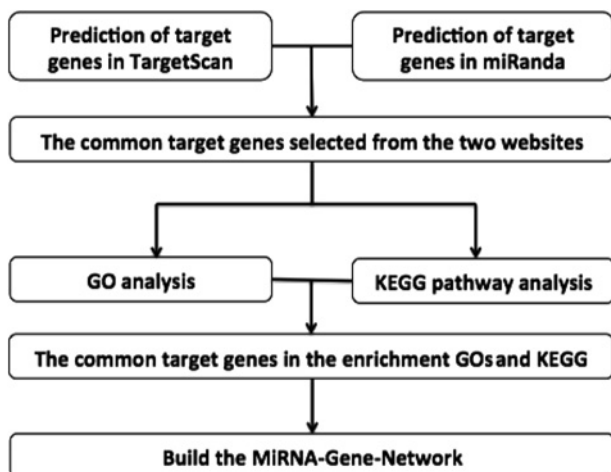 Prediction of target
genes in TargetScan
Prediction of target
genes in miRanda
The common target genes selected from the two websites
GO analysis
KEGG pathway analysis
The common target genes in the enrichment GOs and KEGG
Build the MiRNA-Gene-Network